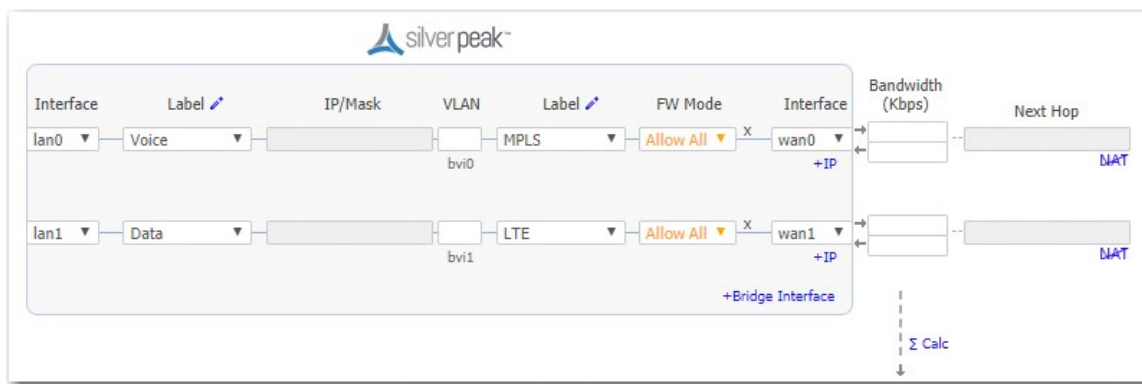 silver peak
Bandwidth
Interface Label IP/Mask VLAN Label FW Mode Interface (Kbps) Next Hop
lan0 Voice MPLS Allow All x wan0
bvi0 +IP NAT
lan1 Data LTE Allow All x wan1
bvi1 +IP NAT
+Bridge Interface
Σ Calc